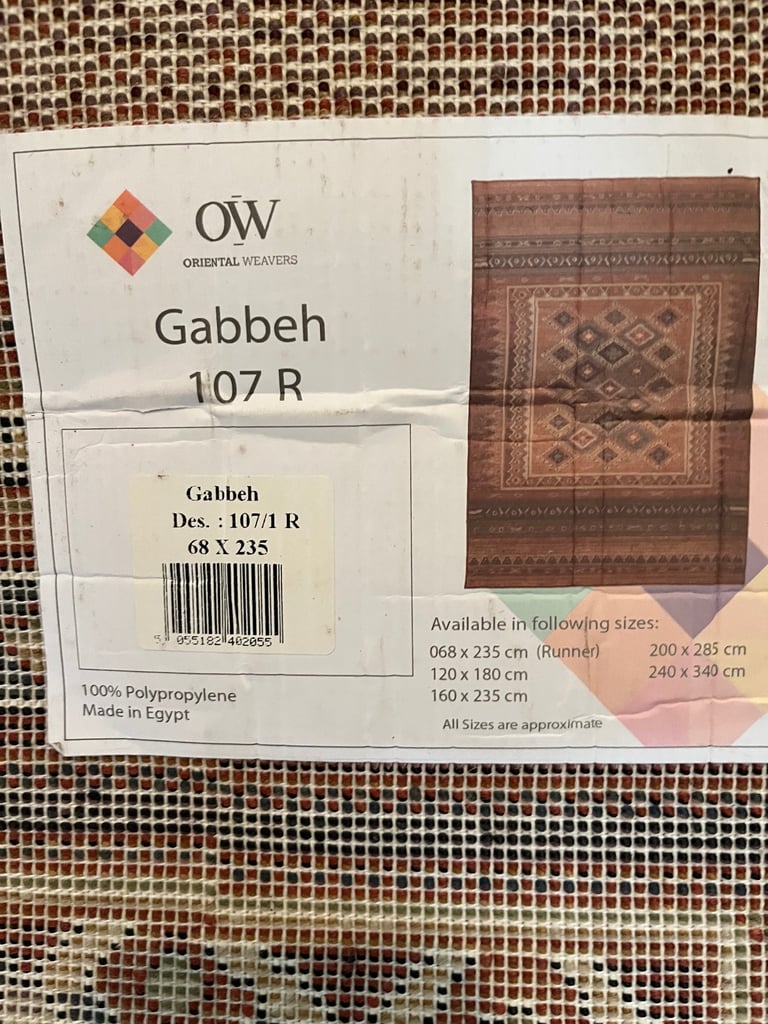 OW
ORIENTAL WEAVERS
Gabbeh
107 R
Gabbeh
Des. : 107/1 R
68 X 235
5 055182 402055
100% Polypropylene
Made in Egypt
Available in following sizes:
068 x 235 cm (Runner)
120 x 180 cm
160 x 235 cm
200 x 285 cm
240 x 340 cm
All Sizes are approximate